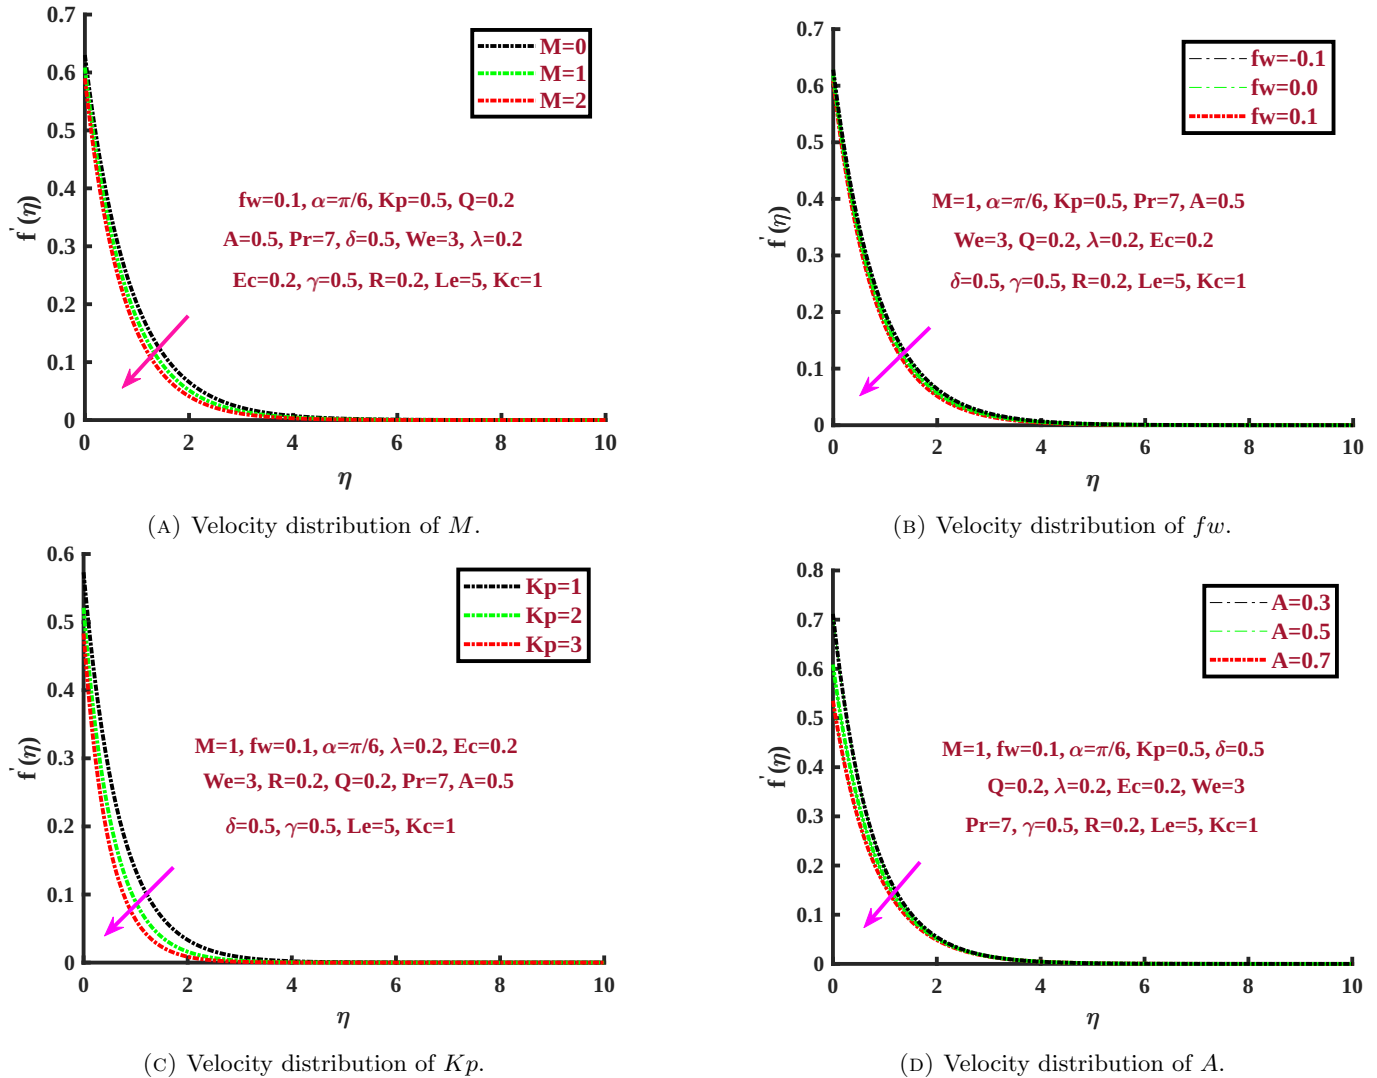 0.7
0.6
0.5
0.4
0.3
0.2
0.1
0
0 2 4 6 8 10
f'(η)
η
M=0
M=1
M=2
fw=0.1, α=π/6, Kp=0.5, Q=0.2
A=0.5, Pr=7, δ=0.5, We=3, λ=0.2
Ec=0.2, γ=0.5, R=0.2, Le=5, Kc=1
(A) Velocity distribution of M.
0.7
0.6
0.5
0.4
0.3
0.2
0.1
0
0 2 4 6 8 10
f'(η)
η
fw=-0.1
fw=0.0
fw=0.1
M=1, α=π/6, Kp=0.5, Pr=7, A=0.5
We=3, Q=0.2, λ=0.2, Ec=0.2
δ=0.5, γ=0.5, R=0.2, Le=5, Kc=1
(B) Velocity distribution of fw.
0.6
0.5
0.4
0.3
0.2
0.1
0
0 2 4 6 8 10
f'(η)
η
Kp=1
Kp=2
Kp=3
M=1, fw=0.1, α=π/6, λ=0.2, Ec=0.2
We=3, R=0.2, Q=0.2, Pr=7, A=0.5
δ=0.5, γ=0.5, Le=5, Kc=1
(C) Velocity distribution of Kp.
0.8
0.7
0.6
0.5
0.4
0.3
0.2
0.1
0
0 2 4 6 8 10
f'(η)
η
A=0.3
A=0.5
A=0.7
M=1, fw=0.1, α=π/6, Kp=0.5, δ=0.5
Q=0.2, λ=0.2, Ec=0.2, We=3
Pr=7, γ=0.5, R=0.2, Le=5, Kc=1
(D) Velocity distribution of A.